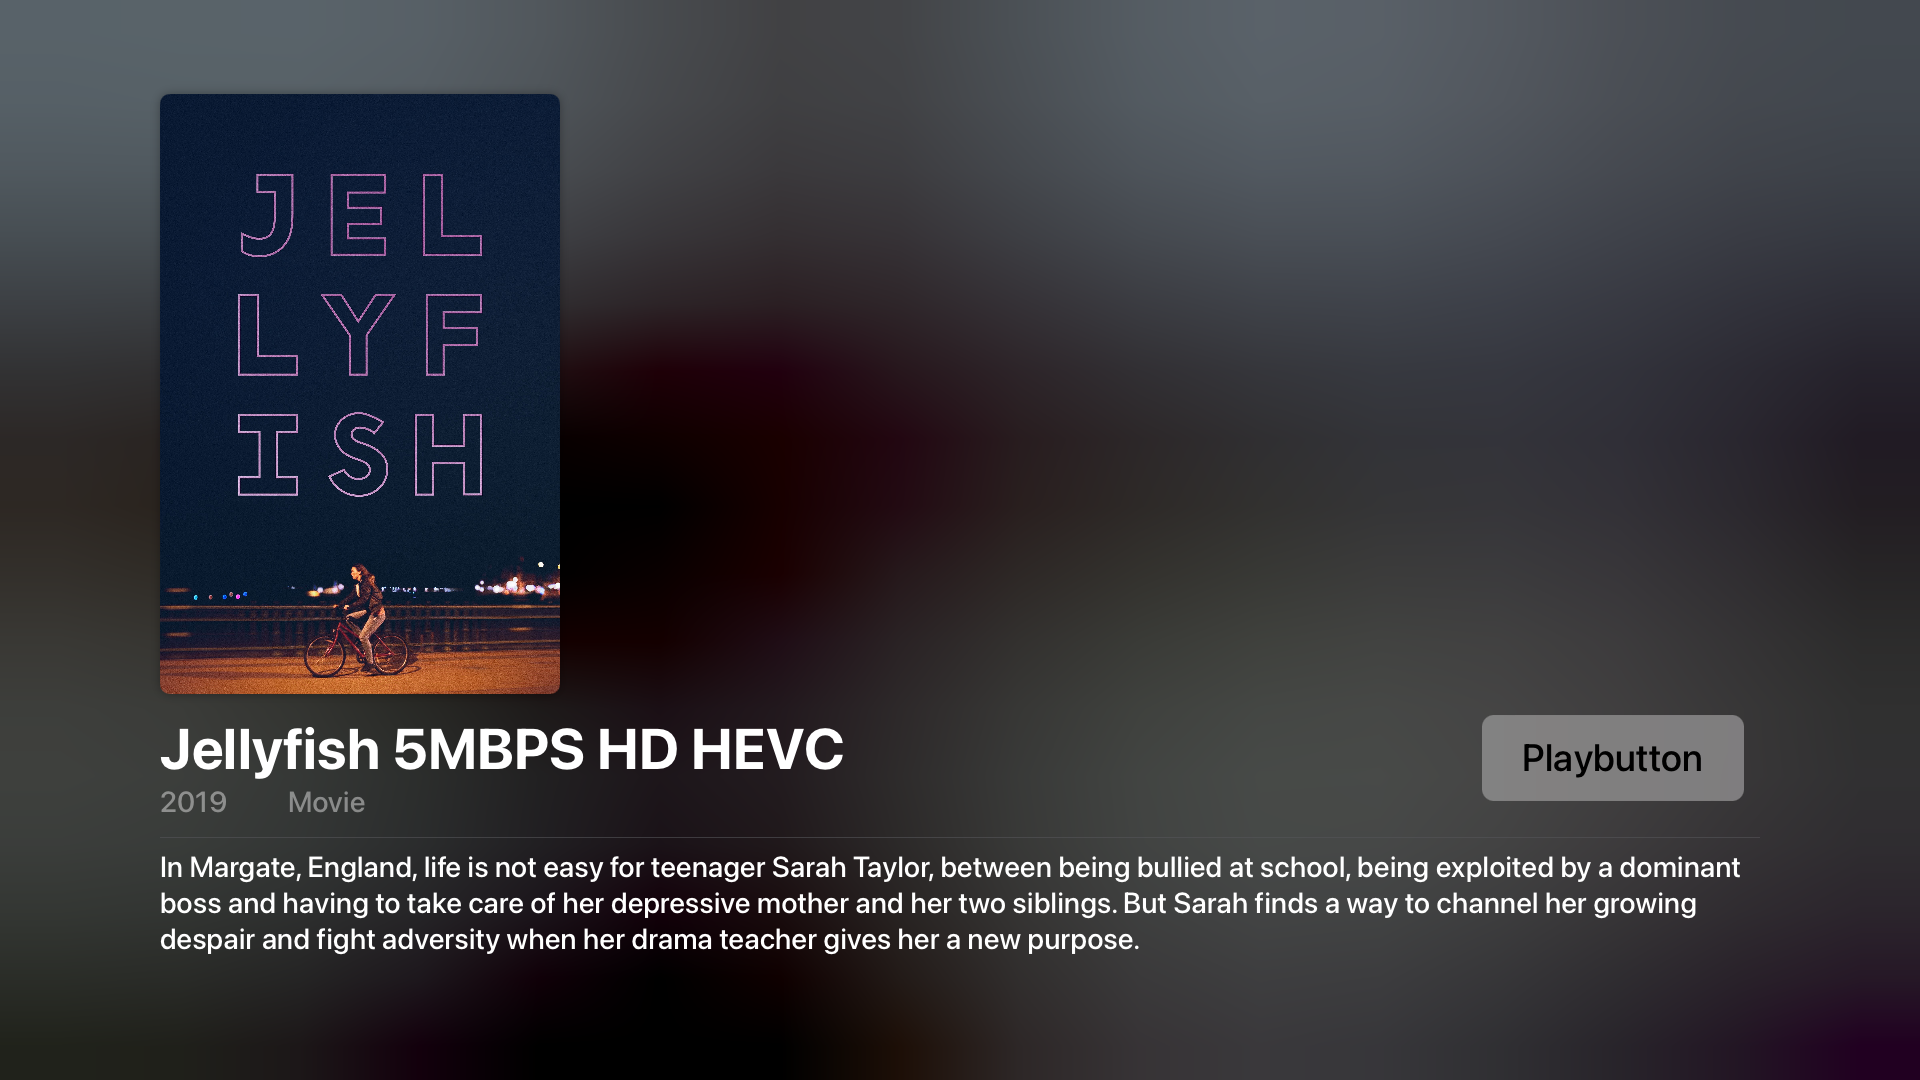 JEL
LYF
ISH
Jellyfish 5MBPS HD HEVC
2019 Movie
Playbutton
In Margate, England, life is not easy for teenager Sarah Taylor, between being bullied at school, being exploited by a dominant
boss and having to take care of her depressive mother and her two siblings. But Sarah finds a way to channel her growing
despair and fight adversity when her drama teacher gives her a new purpose.